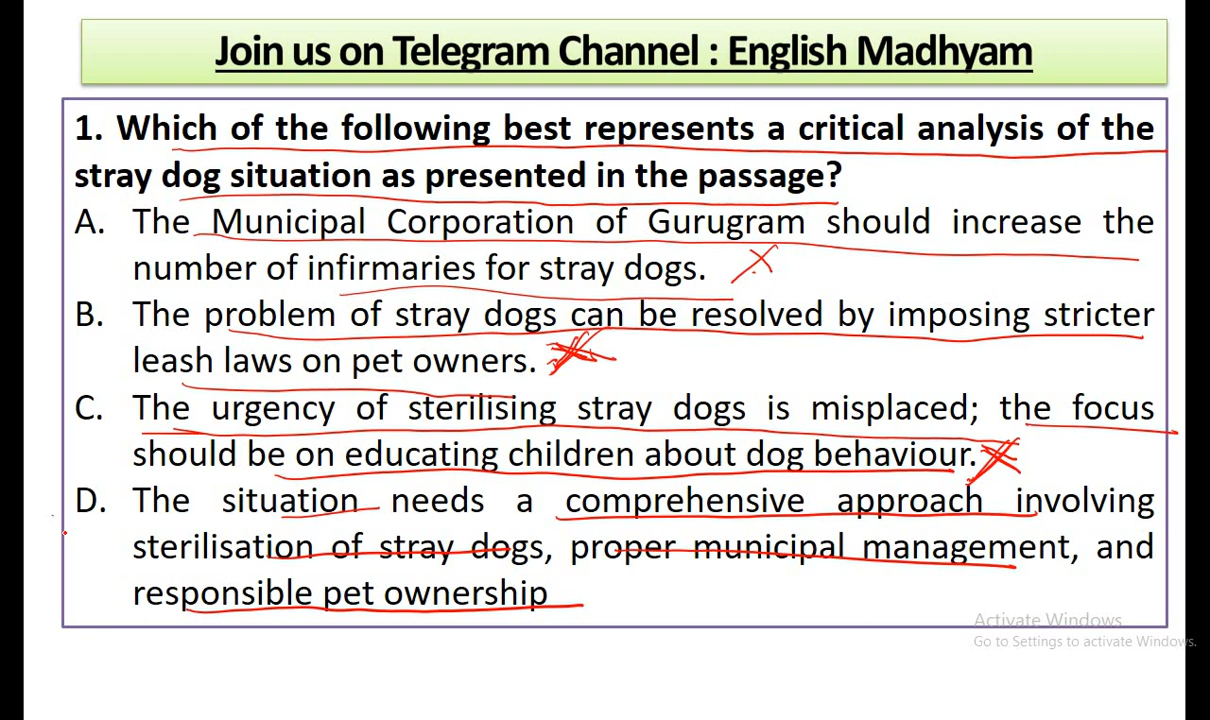 Join us on Telegram Channel : English Madhyam
1. Which of the following best represents a critical analysis of the
stray dog situation as presented in the passage?
A. The Municipal Corporation of Gurugram should increase the
number of infirmaries for stray dogs.
B. The problem of stray dogs can be resolved by imposing stricter
leash laws on pet owners.
C. The urgency of sterilising stray dogs is misplaced; the focus
should be on educating children about dog behaviour.
D. The situation needs a comprehensive approach involving
sterilisation of stray dogs, proper municipal management, and
responsible pet ownership
Activate Windows
Go to Settings to activate Windows.